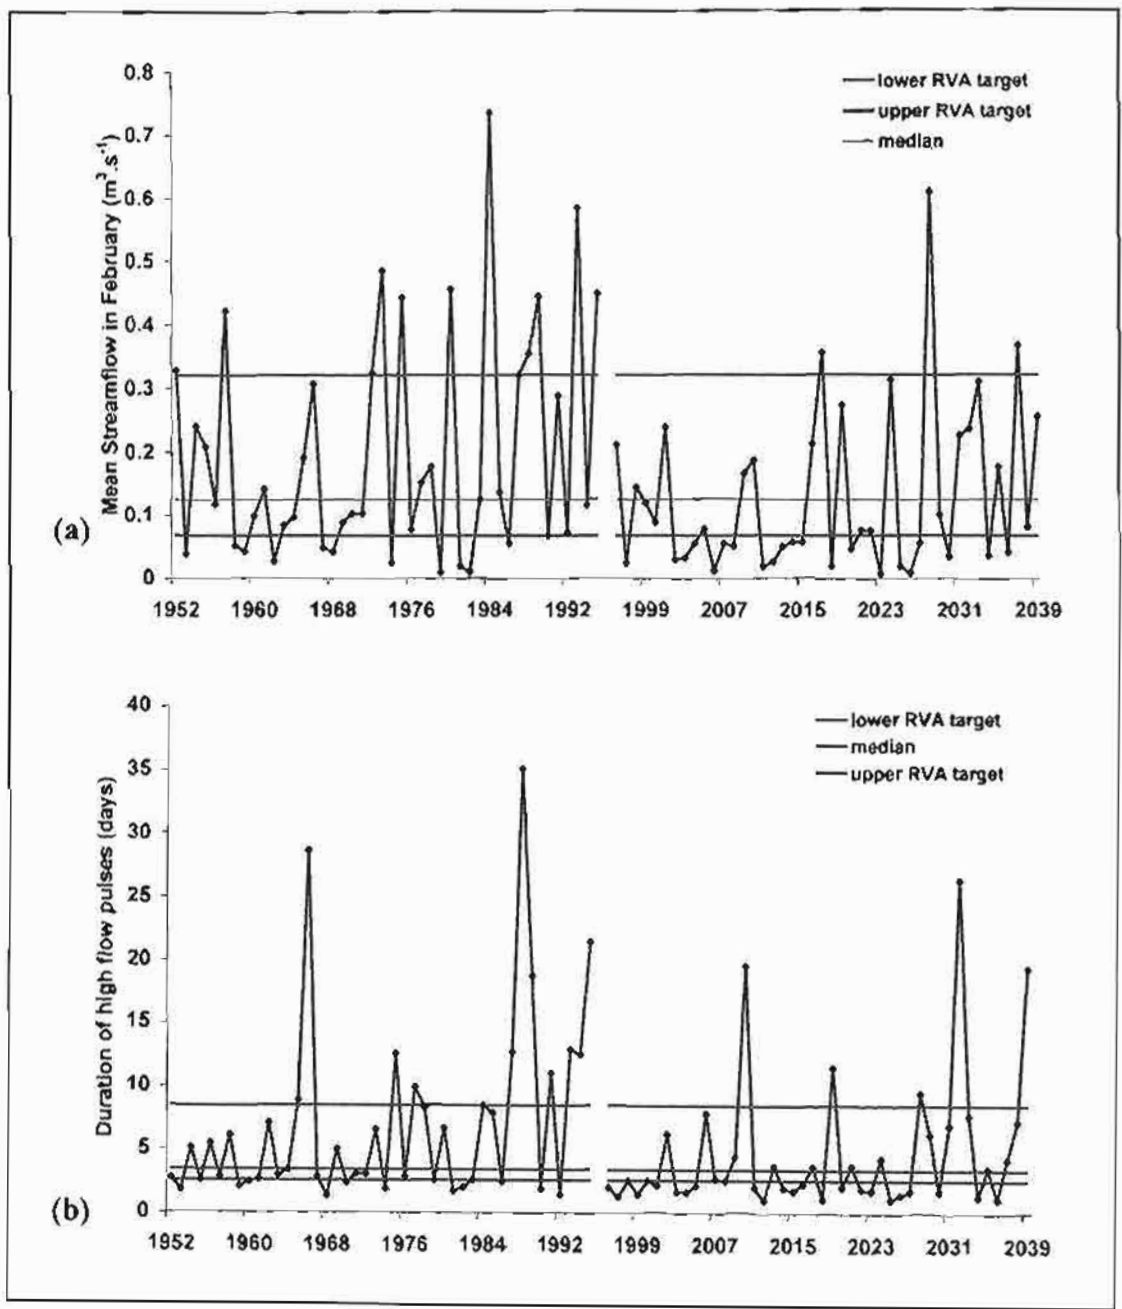 0.8
0.7
0.6
0.5
0.4
0.3
0.2
0.1
0
Mean Streamflow in February (m³.s⁻¹)
lower RVA target
upper RVA target
median
(a)
1952 1960 1968 1976 1984 1992 1999 2007 2015 2023 2031 2039
40
35
30
25
20
15
10
5
0
Duration of high flow pulses (days)
lower RVA target
median
upper RVA target
(b)
1952 1960 1968 1976 1984 1992 1999 2007 2015 2023 2031 2039